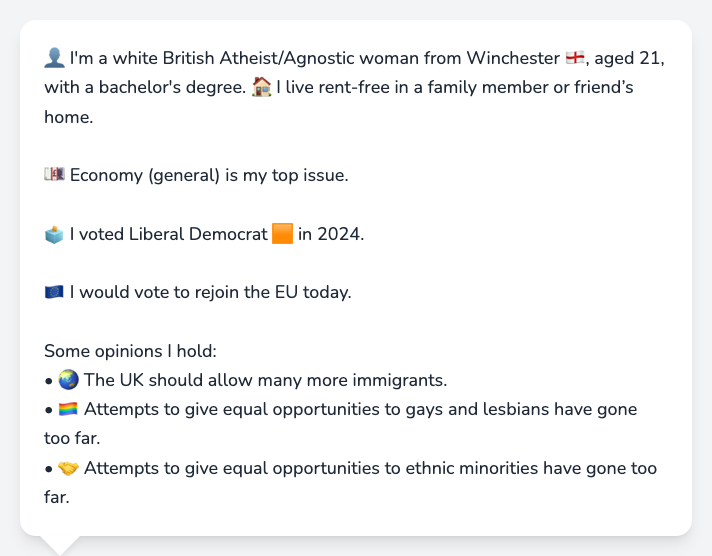 👤 I'm a white British Atheist/Agnostic woman from Winchester 🏴󠁧󠁢󠁥󠁮󠁧󠁿, aged 21,
with a bachelor's degree. 🏠 I live rent-free in a family member or friend’s
home.
💷 Economy (general) is my top issue.
🗳️ I voted Liberal Democrat 🟧 in 2024.
🇪🇺 I would vote to rejoin the EU today.
Some opinions I hold:
• 🌏 The UK should allow many more immigrants.
• 🏳️‍🌈 Attempts to give equal opportunities to gays and lesbians have gone
too far.
• 🤝 Attempts to give equal opportunities to ethnic minorities have gone too
far.